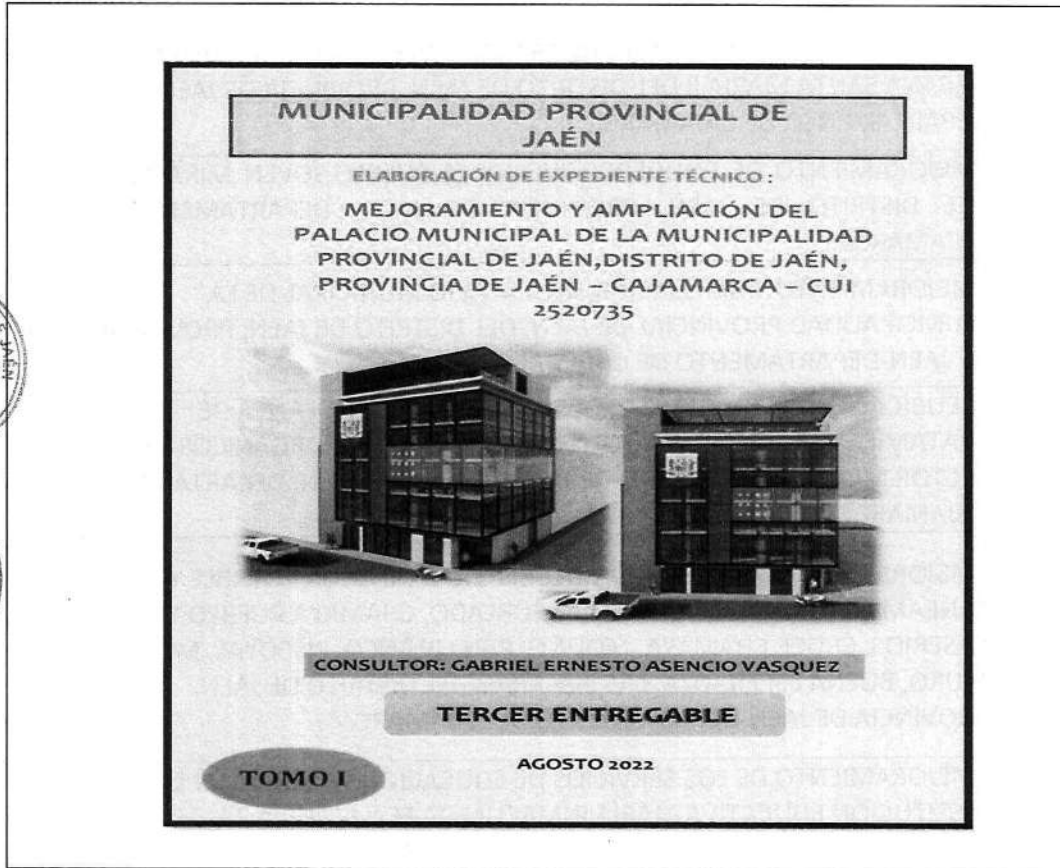 MUNICIPALIDAD PROVINCIAL DE
JAÉN
ELABORACIÓN DE EXPEDIENTE TÉCNICO :
MEJORAMIENTO Y AMPLIACIÓN DEL
PALACIO MUNICIPAL DE LA MUNICIPALIDAD
PROVINCIAL DE JAÉN,DISTRITO DE JAÉN,
PROVINCIA DE JAÉN – CAJAMARCA – CUI
2520735
CONSULTOR: GABRIEL ERNESTO ASENCIO VASQUEZ
TERCER ENTREGABLE
AGOSTO 2022
TOMO I
JAÉN